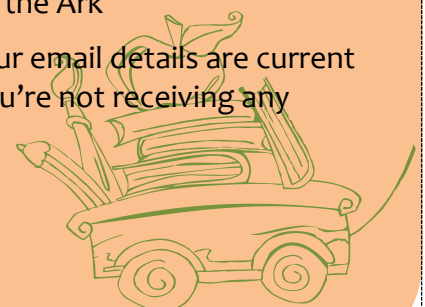 the Ark
ur email details are current
u’re not receiving any